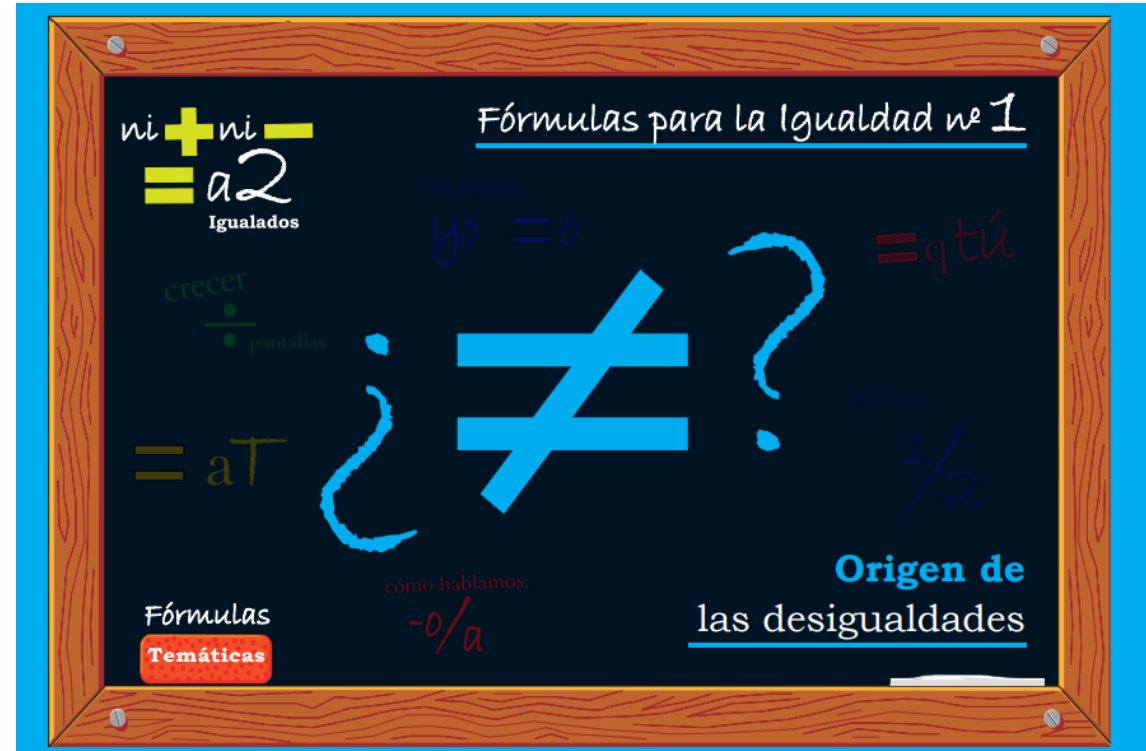 Fórmulas para la Igualdad nº 1
ni + ni -
= a2
Igualados
yo = o
= qtú
crecer
÷
pantallas
¿≠?
= aT
1/2
cómo hablamos,
-o/a
Origen de
las desigualdades
Fórmulas
Temáticas